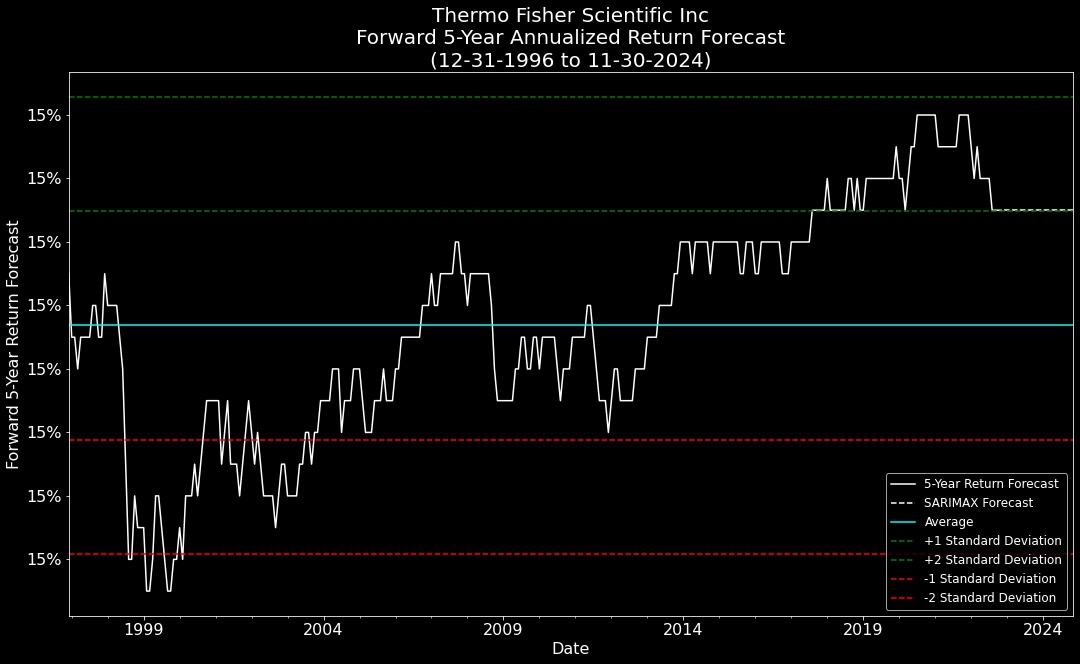 Thermo Fisher Scientific Inc
Forward 5-Year Annualized Return Forecast
(12-31-1996 to 11-30-2024)
Forward 5-Year Return Forecast
15%
15%
15%
15%
15%
15%
15%
15%
5-Year Return Forecast
SARIMAX Forecast
Average
+1 Standard Deviation
+2 Standard Deviation
-1 Standard Deviation
-2 Standard Deviation
1999
2004
2009
2014
2019
2024
Date